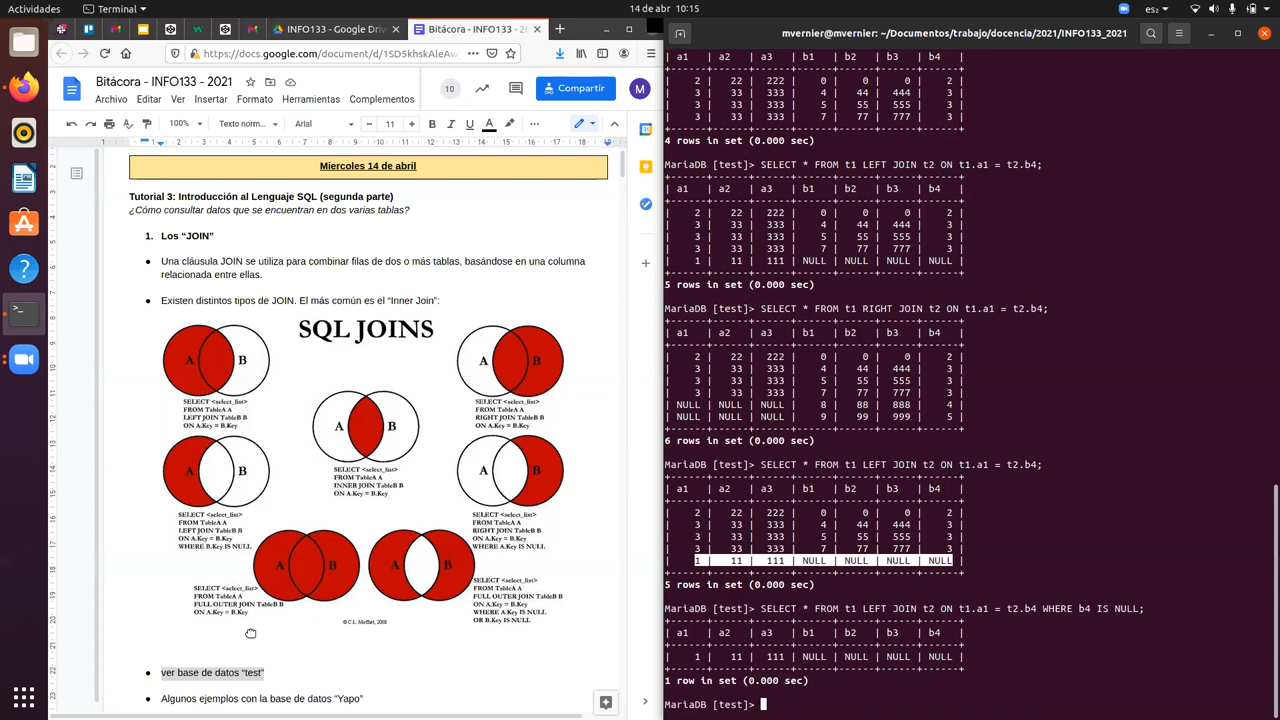 Terminal
14 de abr 10:15
es2
INFO133 - Google Drive
Bitácora - INFO133 - 20
mvernier@mvernier: ~/Documentos/trabajo/docencia/2021/INFO133_2021
https://docs.google.com/document/d/1SD5khskAleAw
Bitácora - INFO133 - 2021
Archivo Editar Ver Insertar Formato Herramientas Complementos
10
Compartir
M
100% Texto norm... Arial 11
Miercoles 14 de abril
Tutorial 3: Introducción al Lenguaje SQL (segunda parte)
¿Cómo consultar datos que se encuentran en dos varias tablas?
1. Los “JOIN”
● Una cláusula JOIN se utiliza para combinar filas de dos o más tablas, basándose en una columna
relacionada entre ellas.
● Existen distintos tipos de JOIN. El más común es el “Inner Join”:
SQL JOINS
A B
SELECT <select_list>
FROM TableA A
LEFT JOIN TableB B
ON A.Key = B.Key
A B
SELECT <select_list>
FROM TableA A
RIGHT JOIN TableB B
ON A.Key = B.Key
A B
SELECT <select_list>
FROM TableA A
INNER JOIN TableB B
ON A.Key = B.Key
A B
SELECT <select_list>
FROM TableA A
LEFT JOIN TableB B
ON A.Key = B.Key
WHERE B.Key IS NULL
A B
SELECT <select_list>
FROM TableA A
RIGHT JOIN TableB B
ON A.Key = B.Key
WHERE A.Key IS NULL
A B
SELECT <select_list>
FROM TableA A
FULL OUTER JOIN TableB B
ON A.Key = B.Key
A B
SELECT <select_list>
FROM TableA A
FULL OUTER JOIN TableB B
ON A.Key = B.Key
WHERE A.Key IS NULL
OR B.Key IS NULL
© C.L. Moffatt, 2008
● ver base de datos “test”
● Algunos ejemplos con la base de datos “Yapo”
| a1 | a2 | a3 | b1 | b2 | b3 | b4 |
+------+------+------+------+------+------+------+
| 2 | 22 | 222 | 0 | 0 | 0 | 2 |
| 3 | 33 | 333 | 4 | 44 | 444 | 3 |
| 3 | 33 | 333 | 5 | 55 | 555 | 3 |
| 3 | 33 | 333 | 7 | 77 | 777 | 3 |
+------+------+------+------+------+------+------+
4 rows in set (0.000 sec)
MariaDB [test]> SELECT * FROM t1 LEFT JOIN t2 ON t1.a1 = t2.b4;
+------+------+------+------+------+------+------+
| a1 | a2 | a3 | b1 | b2 | b3 | b4 |
+------+------+------+------+------+------+------+
| 2 | 22 | 222 | 0 | 0 | 0 | 2 |
| 3 | 33 | 333 | 4 | 44 | 444 | 3 |
| 3 | 33 | 333 | 5 | 55 | 555 | 3 |
| 3 | 33 | 333 | 7 | 77 | 777 | 3 |
| 1 | 11 | 111 | NULL | NULL | NULL | NULL |
+------+------+------+------+------+------+------+
5 rows in set (0.000 sec)
MariaDB [test]> SELECT * FROM t1 RIGHT JOIN t2 ON t1.a1 = t2.b4;
+------+------+------+------+------+------+------+
| a1 | a2 | a3 | b1 | b2 | b3 | b4 |
+------+------+------+------+------+------+------+
| 2 | 22 | 222 | 0 | 0 | 0 | 2 |
| 3 | 33 | 333 | 4 | 44 | 444 | 3 |
| 3 | 33 | 333 | 5 | 55 | 555 | 3 |
| 3 | 33 | 333 | 7 | 77 | 777 | 3 |
| NULL | NULL | NULL | 8 | 88 | 888 | 4 |
| NULL | NULL | NULL | 9 | 99 | 999 | 5 |
+------+------+------+------+------+------+------+
6 rows in set (0.000 sec)
MariaDB [test]> SELECT * FROM t1 LEFT JOIN t2 ON t1.a1 = t2.b4;
+------+------+------+------+------+------+------+
| a1 | a2 | a3 | b1 | b2 | b3 | b4 |
+------+------+------+------+------+------+------+
| 2 | 22 | 222 | 0 | 0 | 0 | 2 |
| 3 | 33 | 333 | 4 | 44 | 444 | 3 |
| 3 | 33 | 333 | 5 | 55 | 555 | 3 |
| 3 | 33 | 333 | 7 | 77 | 777 | 3 |
| 1 | 11 | 111 | NULL | NULL | NULL | NULL |
+------+------+------+------+------+------+------+
5 rows in set (0.000 sec)
MariaDB [test]> SELECT * FROM t1 LEFT JOIN t2 ON t1.a1 = t2.b4 WHERE b4 IS NULL;
+------+------+------+------+------+------+------+
| a1 | a2 | a3 | b1 | b2 | b3 | b4 |
+------+------+------+------+------+------+------+
| 1 | 11 | 111 | NULL | NULL | NULL | NULL |
+------+------+------+------+------+------+------+
1 row in set (0.000 sec)
MariaDB [test]>